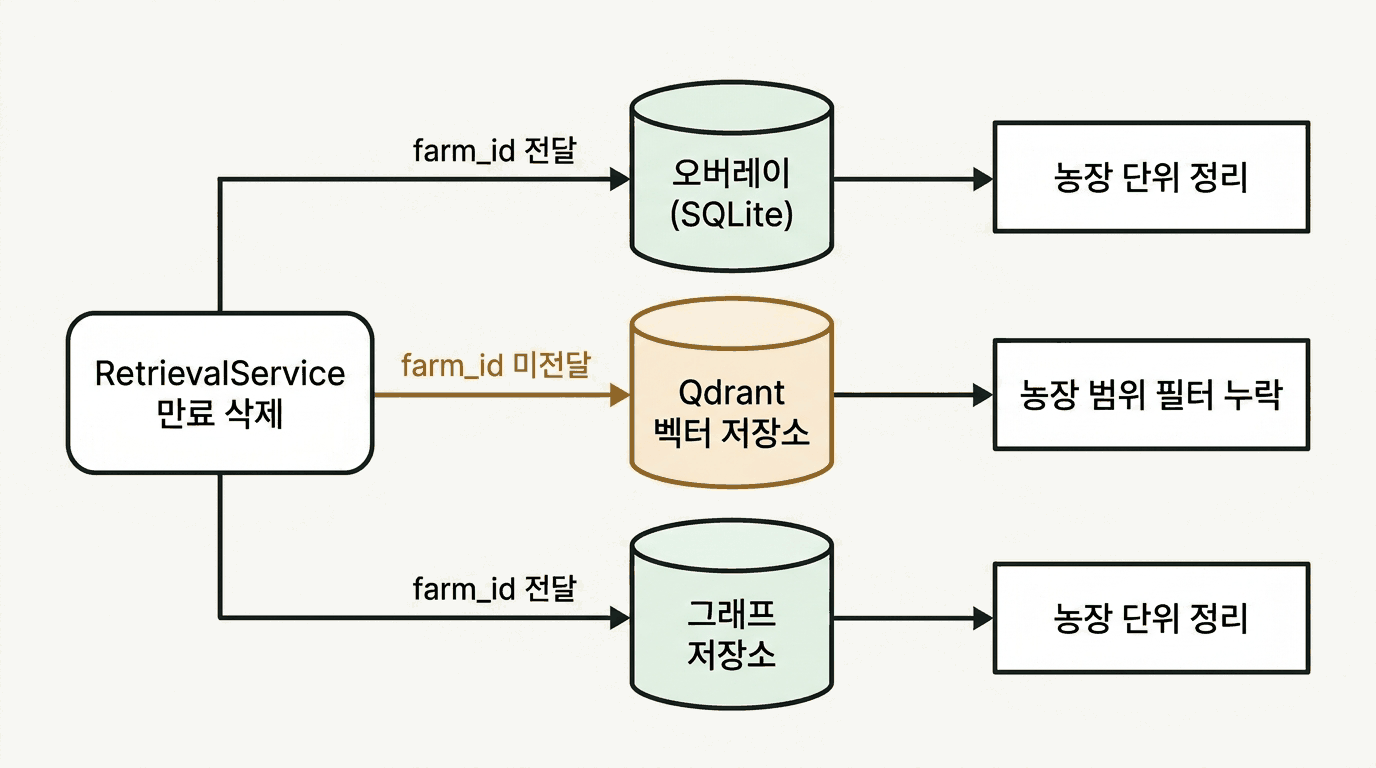 farm_id 전달
오버레이
(SQLite)
농장 단위 정리
RetrievalService
만료 삭제
farm_id 미전달
Qdrant
벡터 저장소
농장 범위 필터 누락
farm_id 전달
그래프
저장소
농장 단위 정리